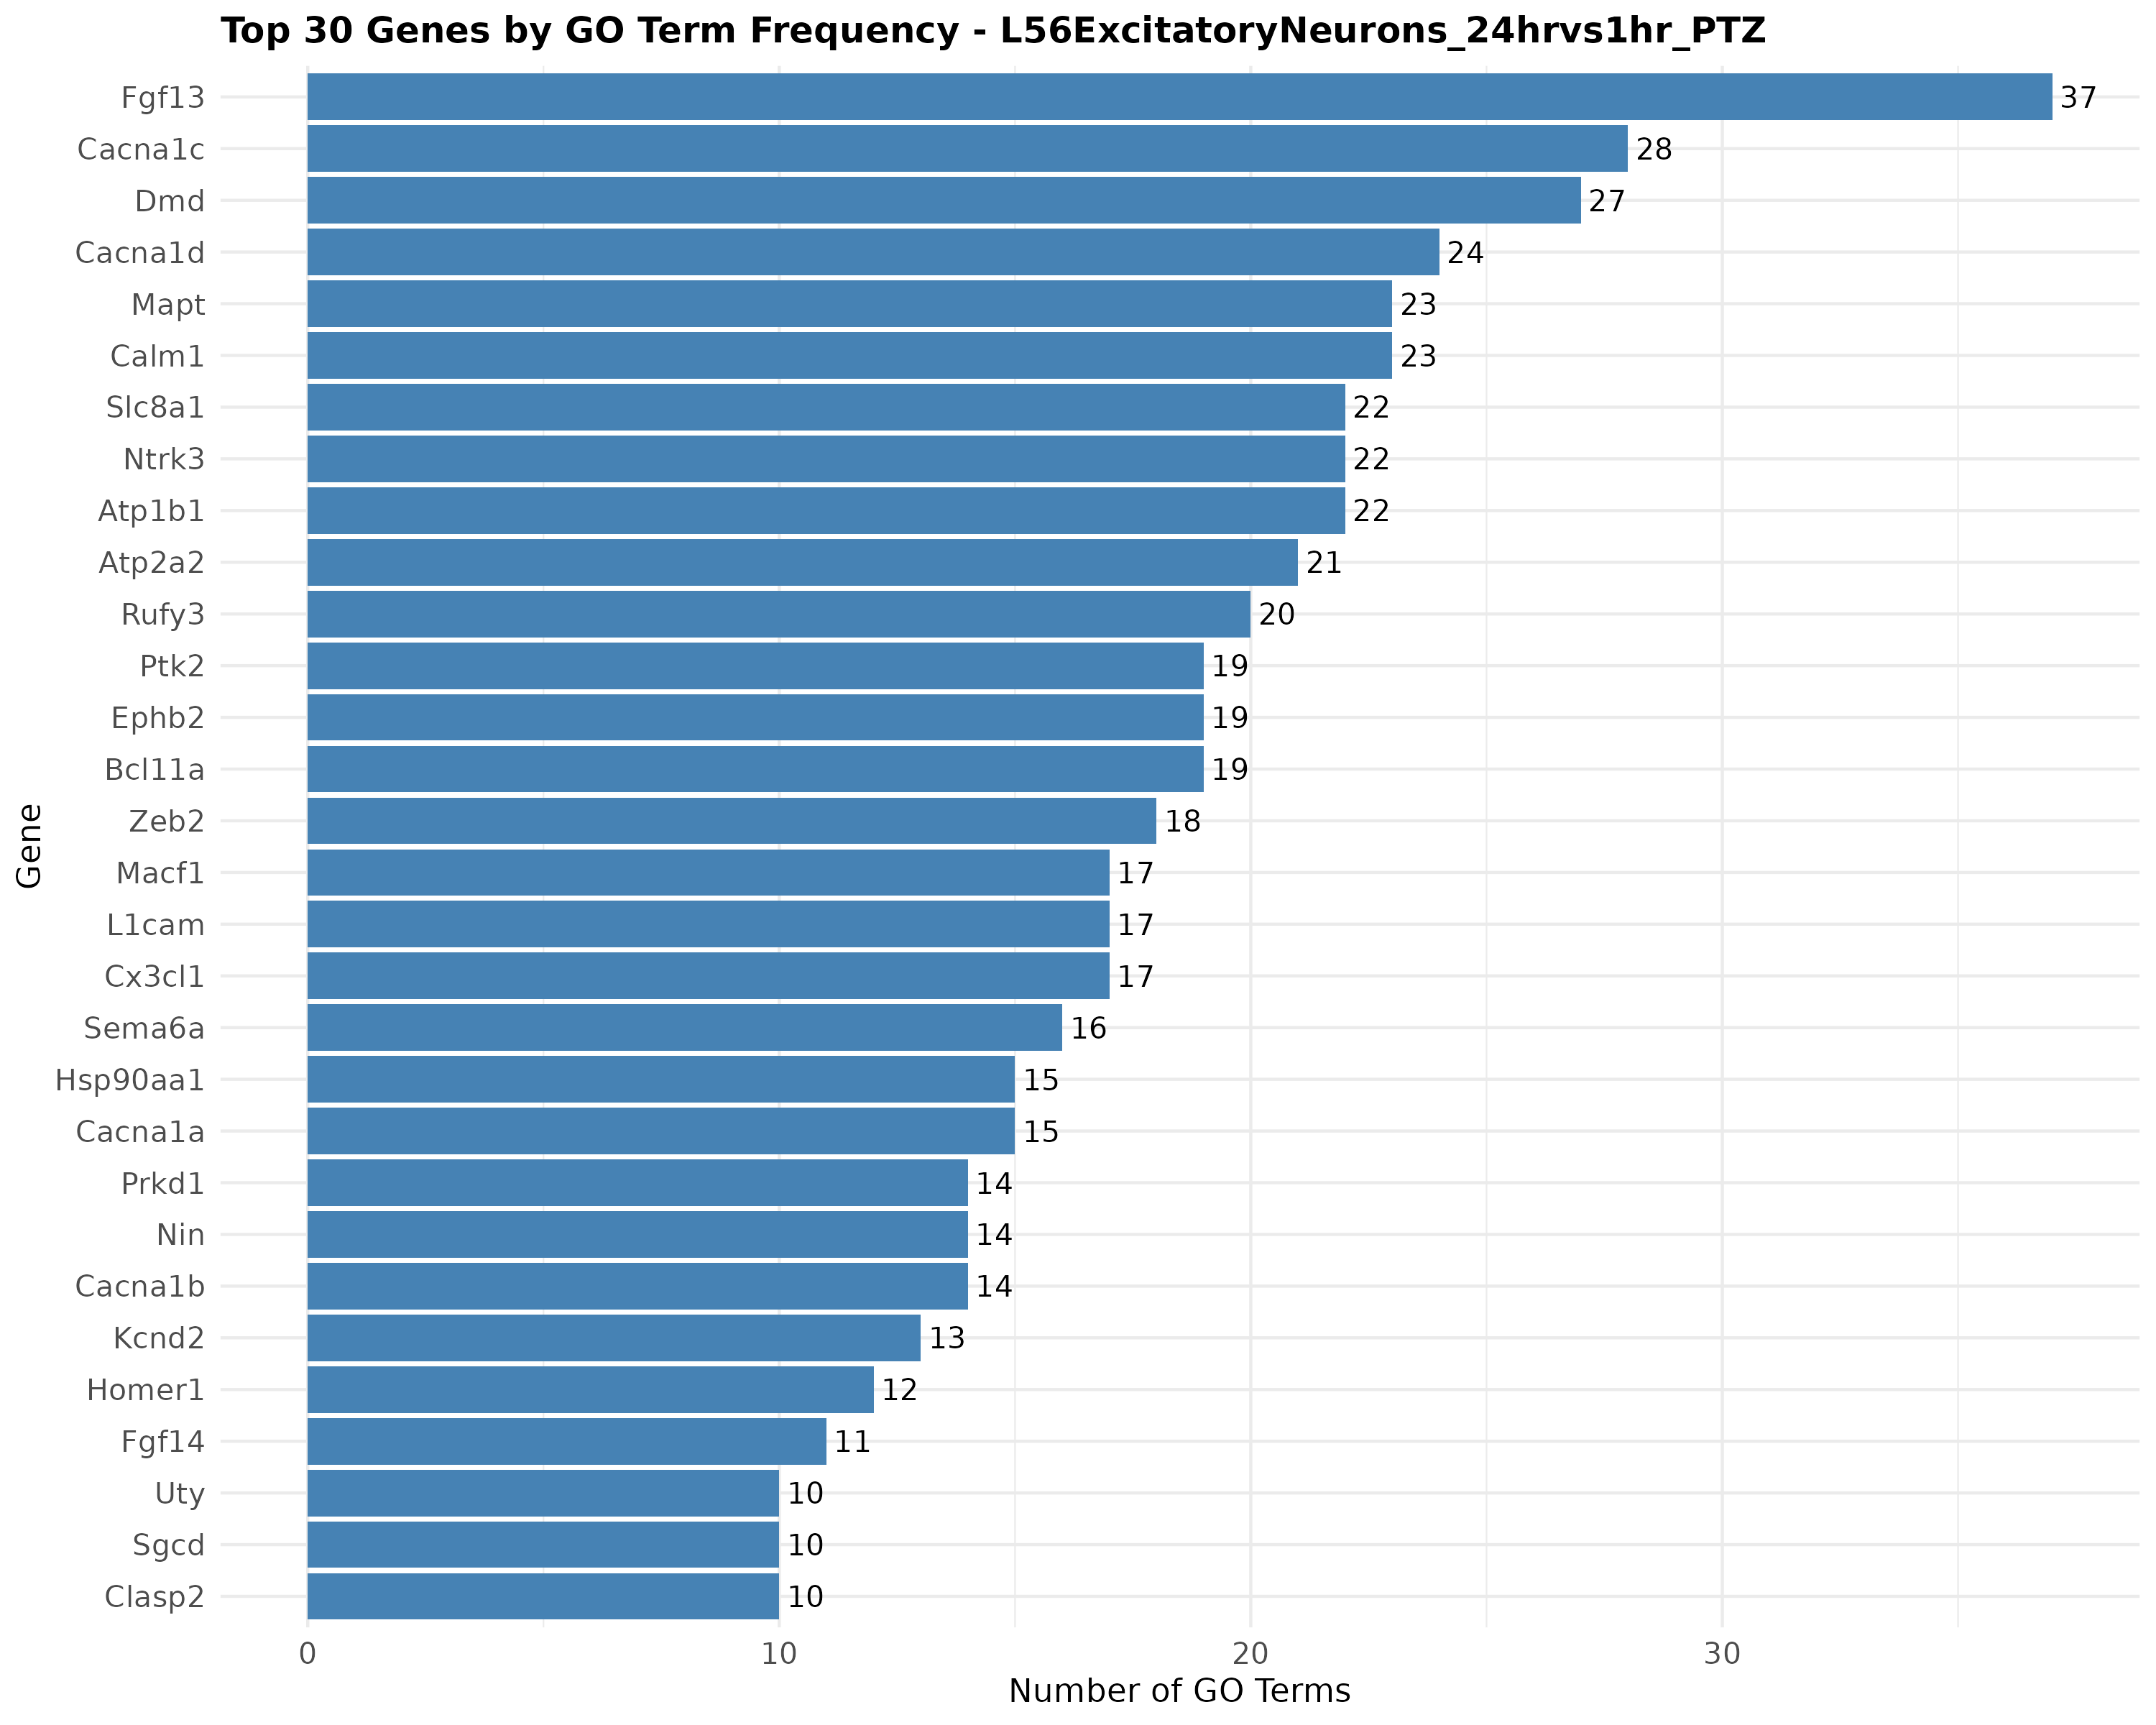 Top 30 Genes by GO Term Frequency - L56ExcitatoryNeurons_24hrvs1hr_PTZ
Fgf13 37
Cacna1c 28
Dmd 27
Cacna1d 24
Mapt 23
Calm1 23
Slc8a1 22
Ntrk3 22
Atp1b1 22
Atp2a2 21
Rufy3 20
Ptk2 19
Ephb2 19
Bcl11a 19
Zeb2 18
Macf1 17
L1cam 17
Cx3cl1 17
Sema6a 16
Hsp90aa1 15
Cacna1a 15
Prkd1 14
Nin 14
Cacna1b 14
Kcnd2 13
Homer1 12
Fgf14 11
Uty 10
Sgcd 10
Clasp2 10
Gene
0 10 20 30
Number of GO Terms